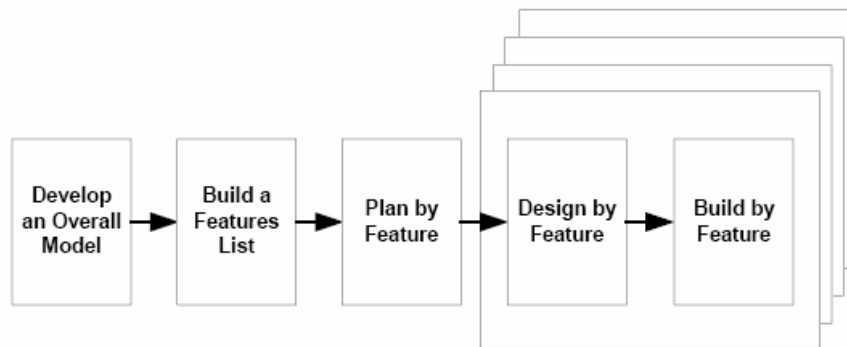 Develop
an Overall
Model
Build a
Features
List
Plan by
Feature
Design by
Feature
Build by
Feature